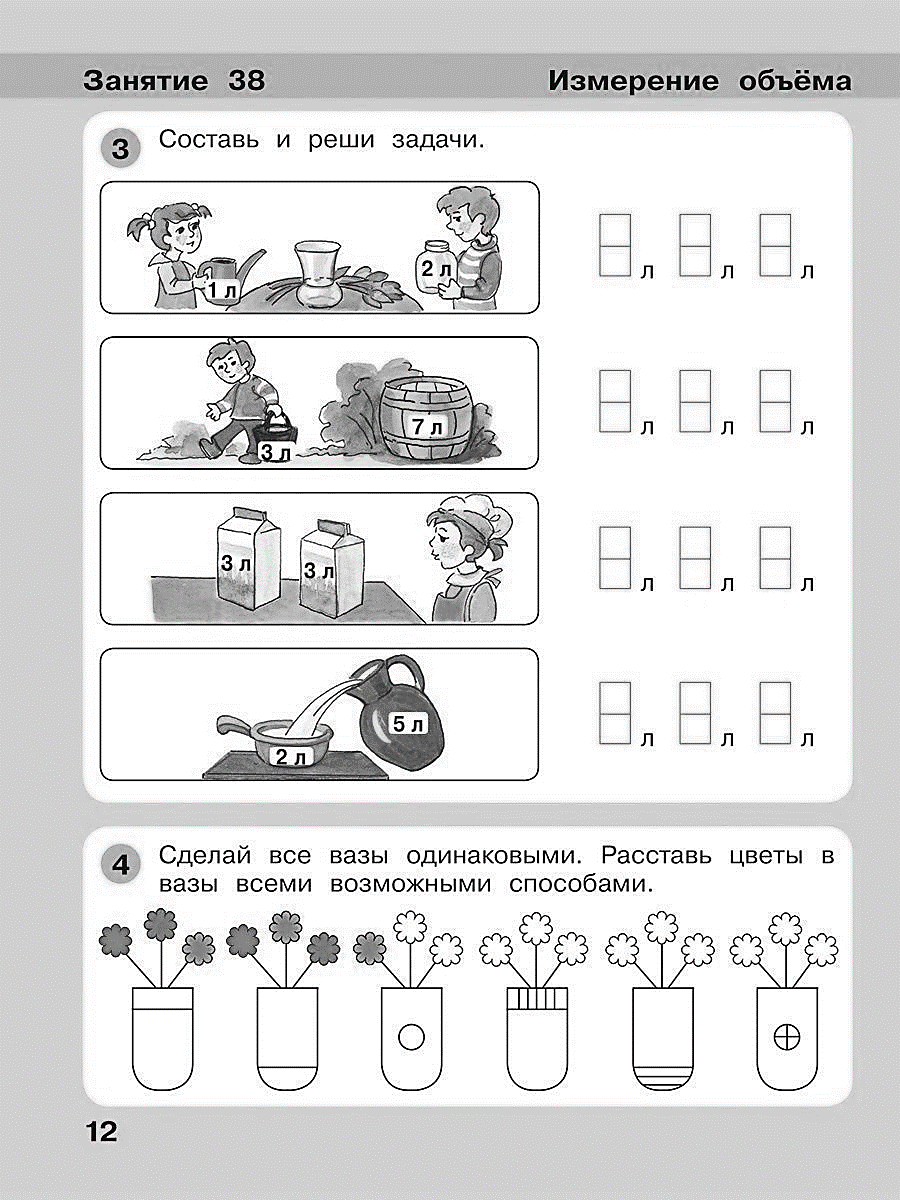 Занятие 38 Измерение объёма
3 Составь и реши задачи.
1 л 2 л л л л
3 л 7 л л л л
3 л 3 л л л л
2 л 5 л л л л
4 Сделай все вазы одинаковыми. Расставь цветы в
вазы всеми возможными способами.
12